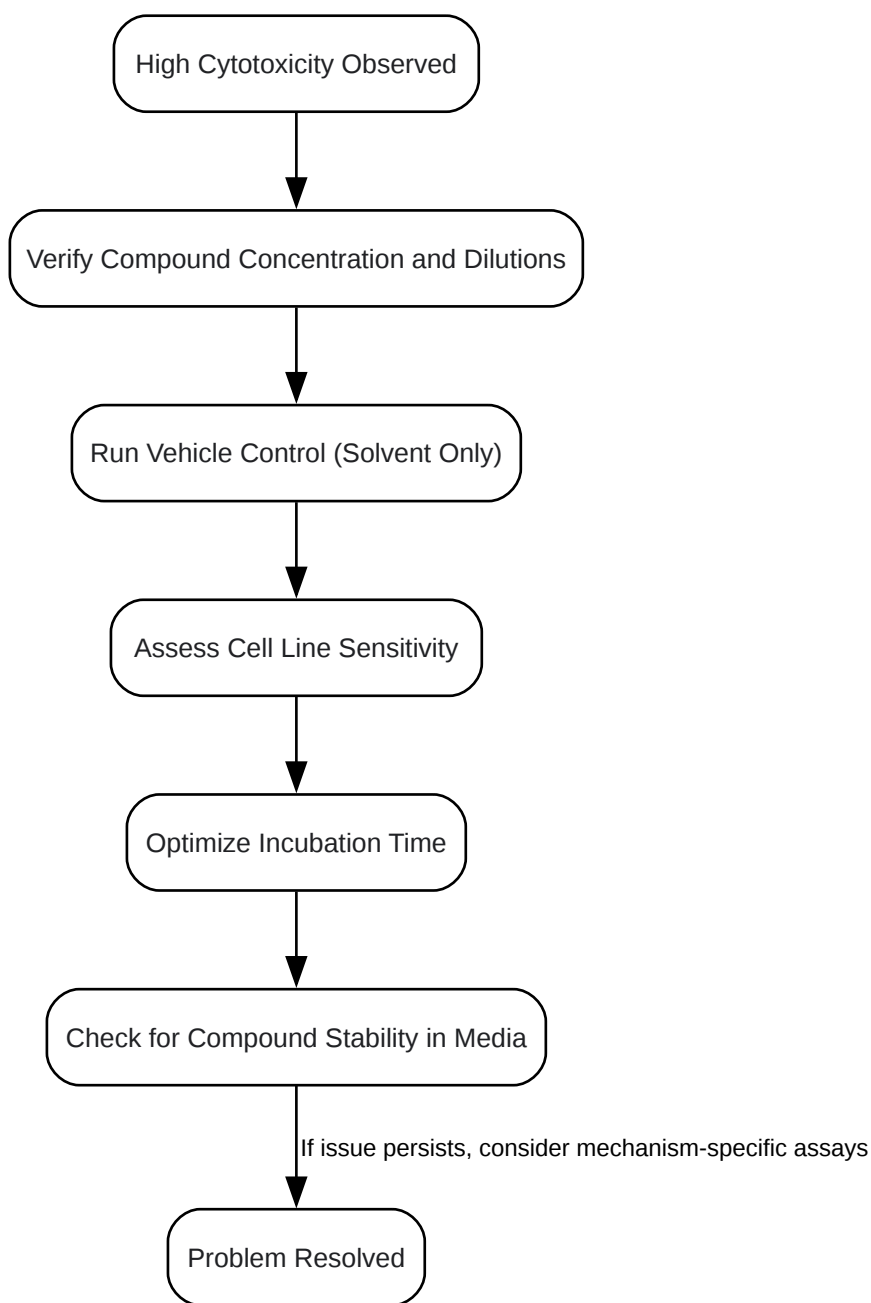 High Cytotoxicity Observed
Verify Compound Concentration and Dilutions
Run Vehicle Control (Solvent Only)
Assess Cell Line Sensitivity
Optimize Incubation Time
Check for Compound Stability in Media
If issue persists, consider mechanism-specific assays
Problem Resolved